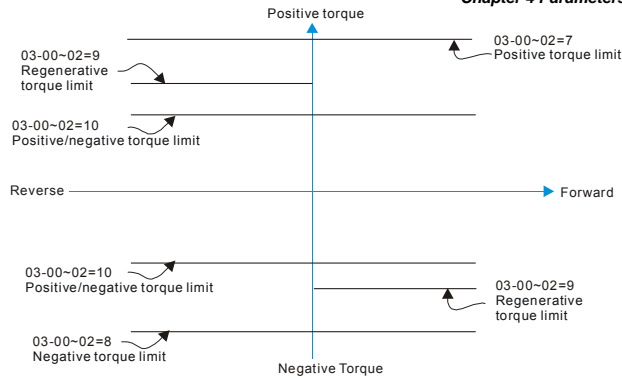 Chapter 4 Parameters
Positive torque
03-00~02=7
Positive torque limit
03-00~02=9
Regenerative
torque limit
03-00~02=10
Positive/negative torque limit
Reverse
Forward
03-00~02=10
Positive/negative torque limit
03-00~02=9
Regenerative
torque limit
03-00~02=8
Negative torque limit
Negative Torque